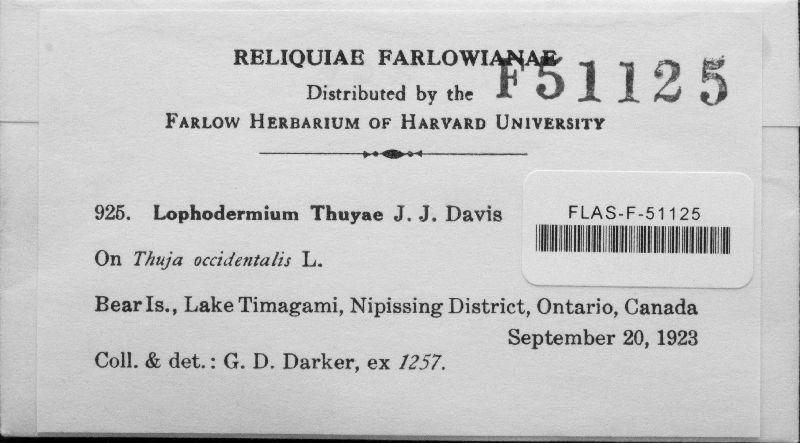 RELIQUIAE FARLOWIANAE
F51125
Distributed by the
FARLOW HERBARIUM OF HARVARD UNIVERSITY
925. Lophodermium Thuyae J. J. Davis
FLAS-F-51125
On Thuja occidentalis L.
Bear Is., Lake Timagami, Nipissing District, Ontario, Canada
September 20, 1923
Coll. & det.: G. D. Darker, ex 1257.